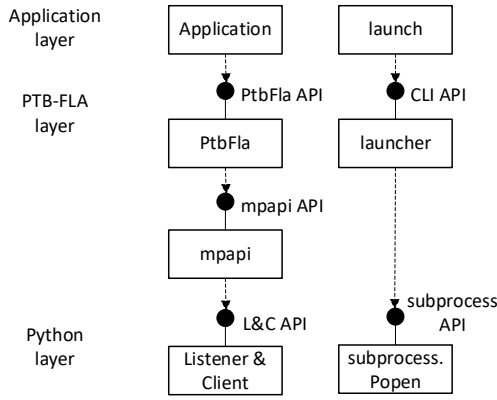 Application
layer
Application
launch
PtbFla API
CLI API
PTB-FLA
layer
PtbFla
launcher
mpapi API
mpapi
L&C API
subprocess
API
Python
layer
Listener &
Client
subprocess.
Popen